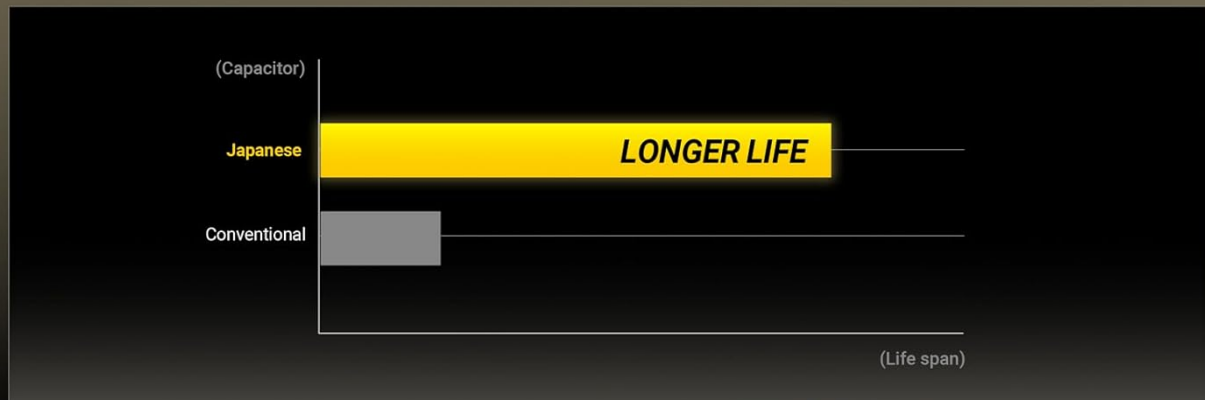 (Capacitor)
Japanese
LONGER LIFE
Conventional
(Life span)